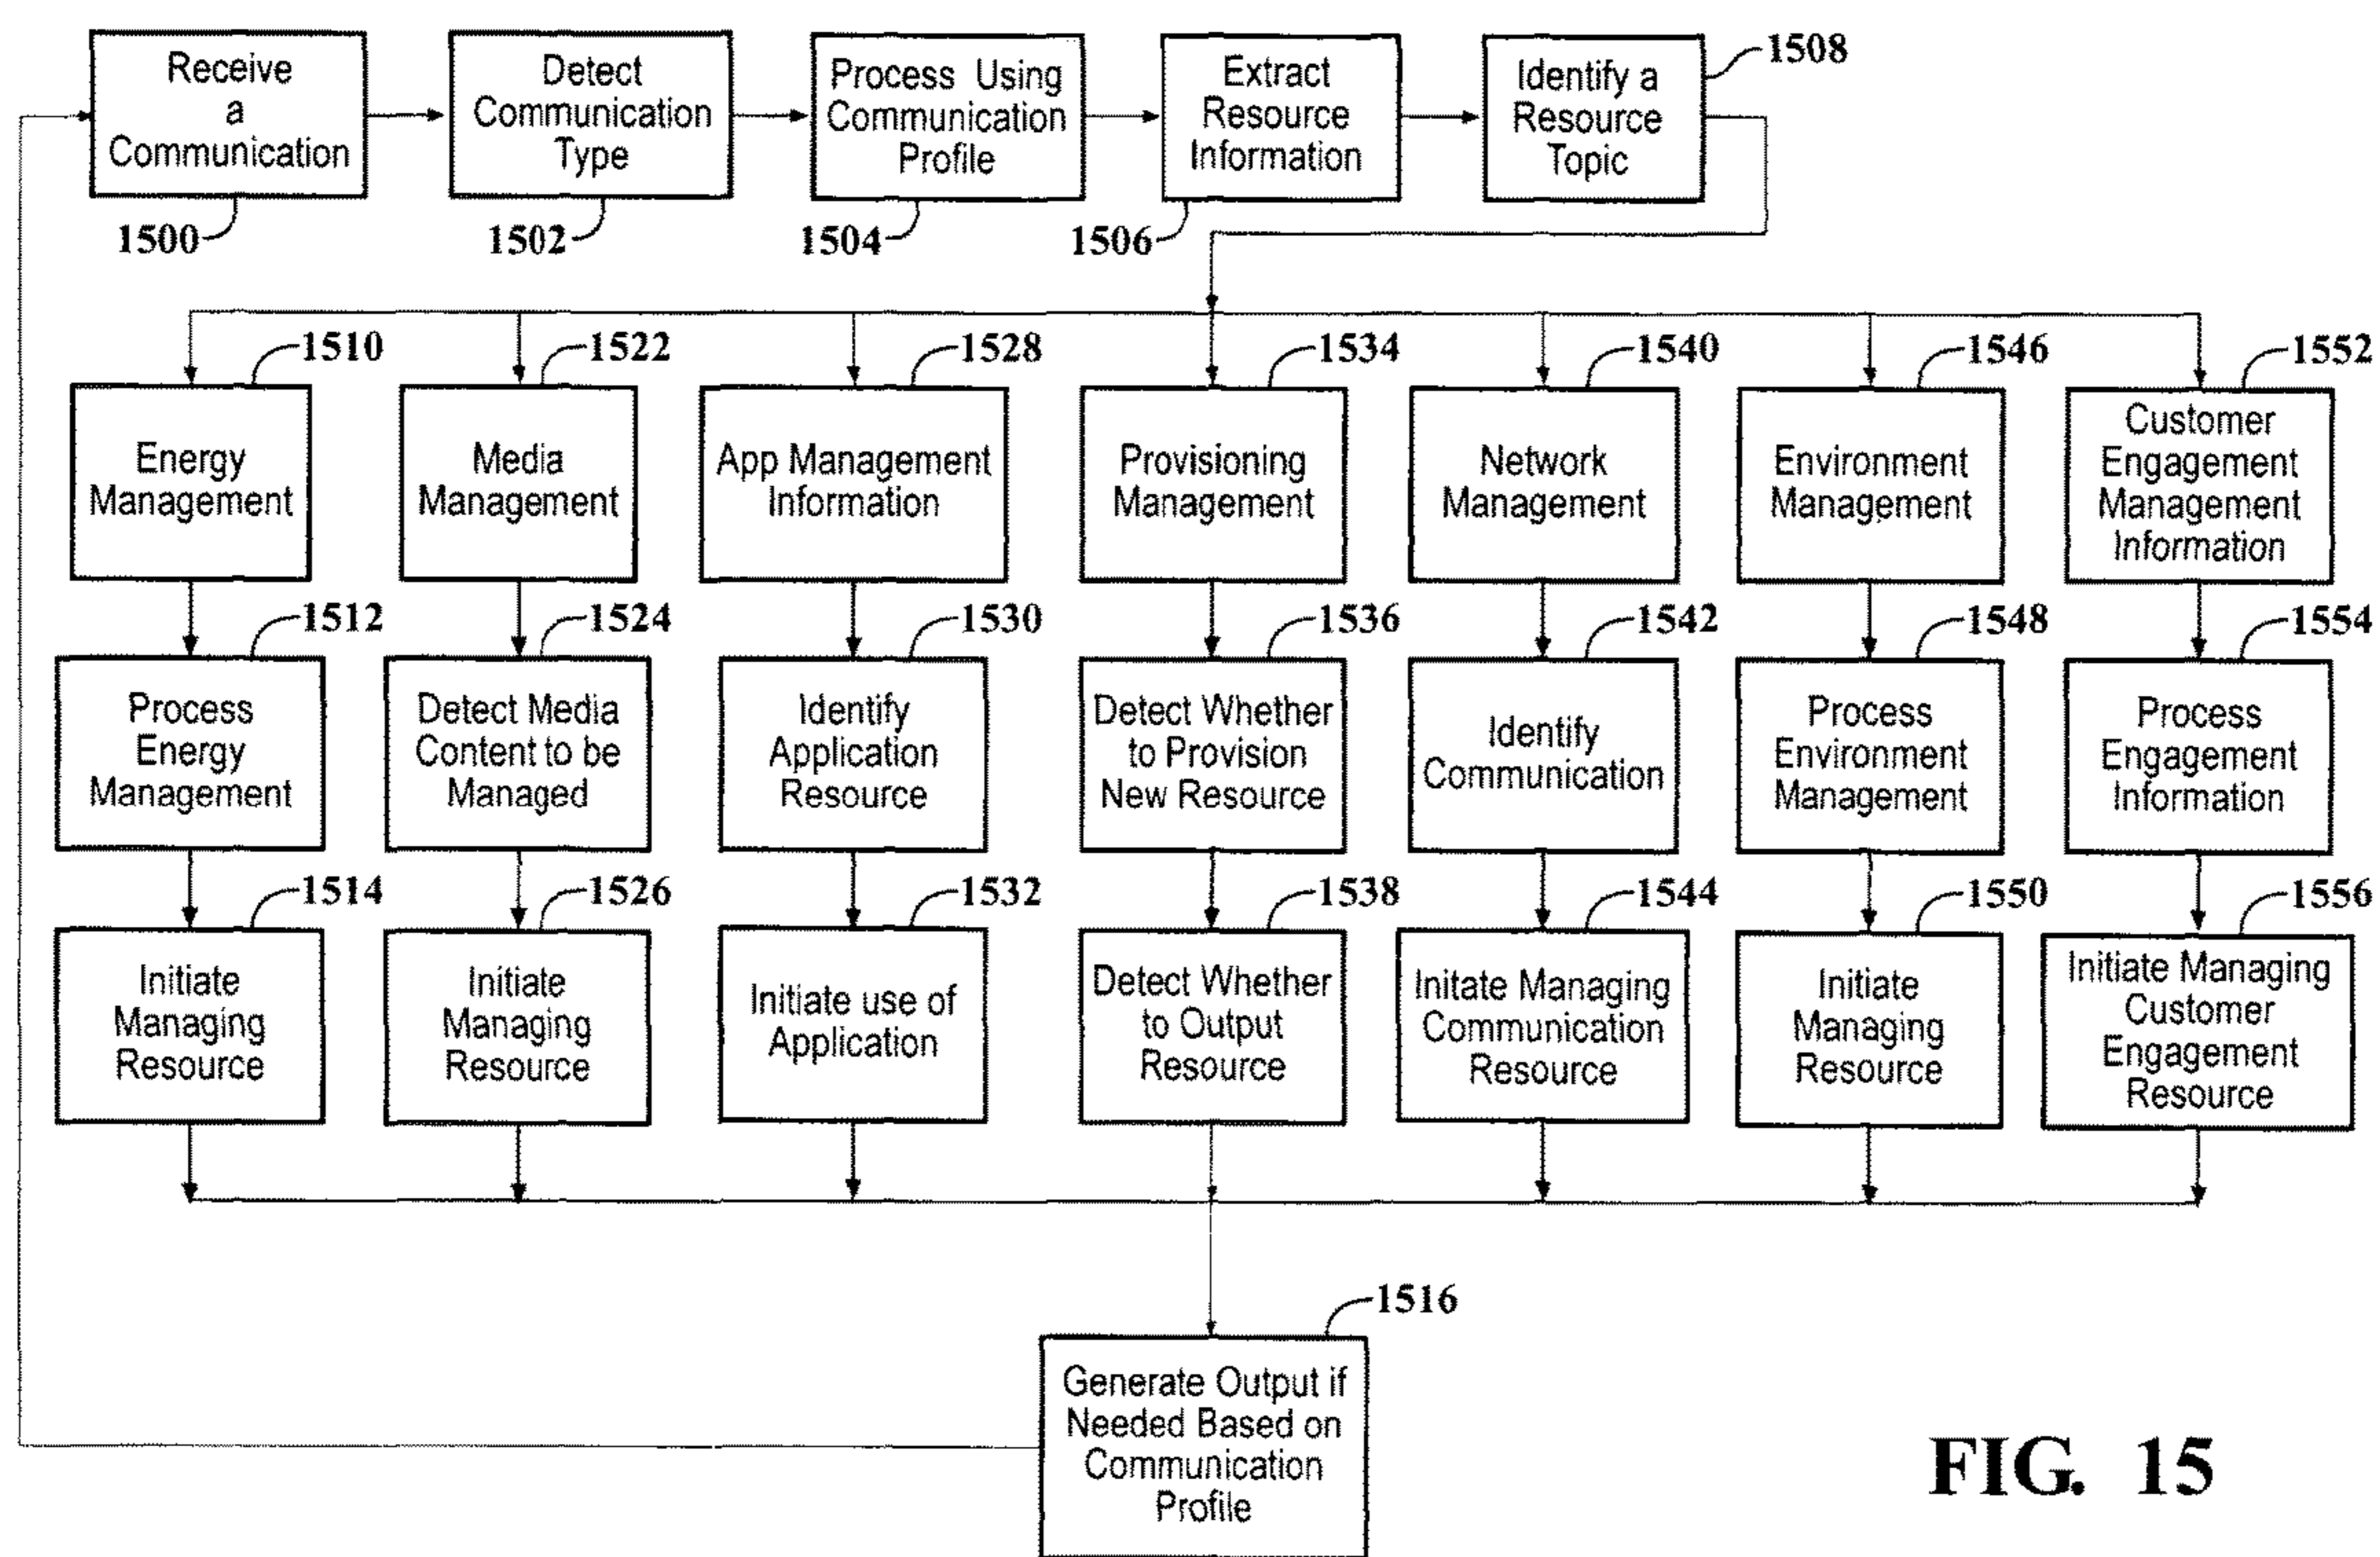 Receive
a
Communication
1500
Detect
Communication
Type
1502
Process Using
Communication
Profile
1504
Extract
Resource
Information
1506
Identify a
Resource
Topic
1508
1510
Energy
Management
1522
Media
Management
1528
App Management
Information
1534
Provisioning
Management
1540
Network
Management
1546
Environment
Management
1552
Customer
Engagement
Management
Information
1512
Process
Energy
Management
1524
Detect Media
Content to be
Managed
1530
Identify
Application
Resource
1536
Detect Whether
to Provision
New Resource
1542
Identify
Communication
1548
Process
Environment
Management
1554
Process
Engagement
Information
1514
Initiate
Managing
Resource
1526
Initiate
Managing
Resource
1532
Initiate use of
Application
1538
Detect Whether
to Output
Resource
1544
Initate Managing
Communication
Resource
1550
Initiate
Managing
Resource
1556
Initiate Managing
Customer
Engagement
Resource
1516
Generate Output if
Needed Based on
Communication
Profile
FIG. 15